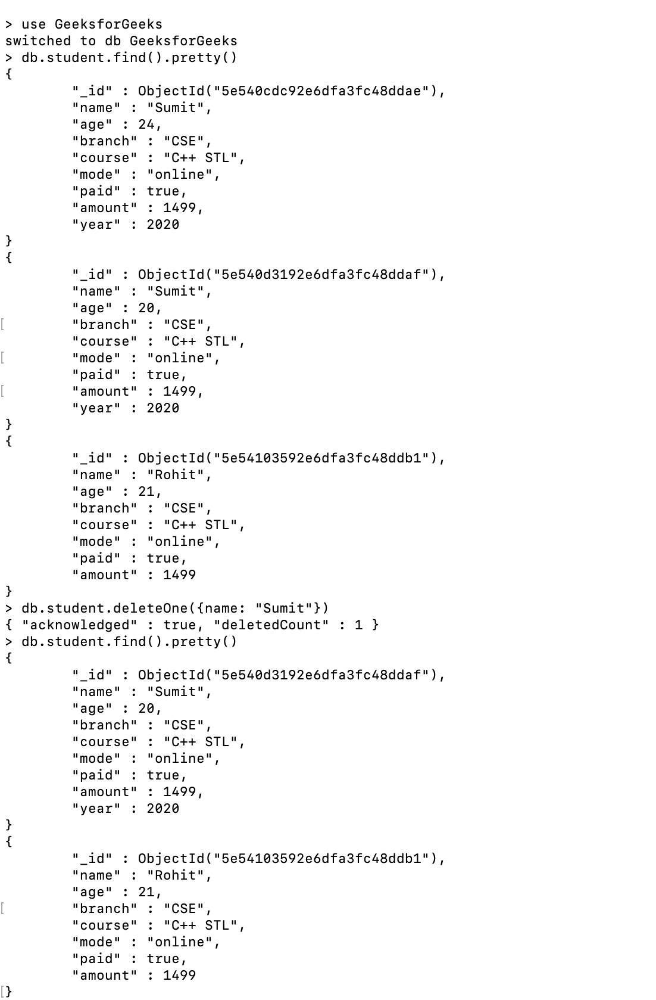 > use GeeksforGeeks
switched to db GeeksforGeeks
> db.student.find().pretty()
{
"_id" : ObjectId("5e540cdc92e6dfa3fc48ddae"),
"name" : "Sumit",
"age" : 24,
"branch" : "CSE",
"course" : "C++ STL",
"mode" : "online",
"paid" : true,
"amount" : 1499,
"year" : 2020
}
{
"_id" : ObjectId("5e540d3192e6dfa3fc48ddaf"),
"name" : "Sumit",
"age" : 20,
[ "branch" : "CSE",
"course" : "C++ STL",
[ "mode" : "online",
"paid" : true,
[ "amount" : 1499,
"year" : 2020
}
{
"_id" : ObjectId("5e54103592e6dfa3fc48ddb1"),
"name" : "Rohit",
"age" : 21,
"branch" : "CSE",
"course" : "C++ STL",
"mode" : "online",
"paid" : true,
"amount" : 1499
}
> db.student.deleteOne({name: "Sumit"})
{ "acknowledged" : true, "deletedCount" : 1 }
> db.student.find().pretty()
{
"_id" : ObjectId("5e540d3192e6dfa3fc48ddaf"),
"name" : "Sumit",
"age" : 20,
"branch" : "CSE",
"course" : "C++ STL",
"mode" : "online",
"paid" : true,
"amount" : 1499,
"year" : 2020
}
{
"_id" : ObjectId("5e54103592e6dfa3fc48ddb1"),
"name" : "Rohit",
"age" : 21,
[ "branch" : "CSE",
"course" : "C++ STL",
"mode" : "online",
"paid" : true,
"amount" : 1499
[}